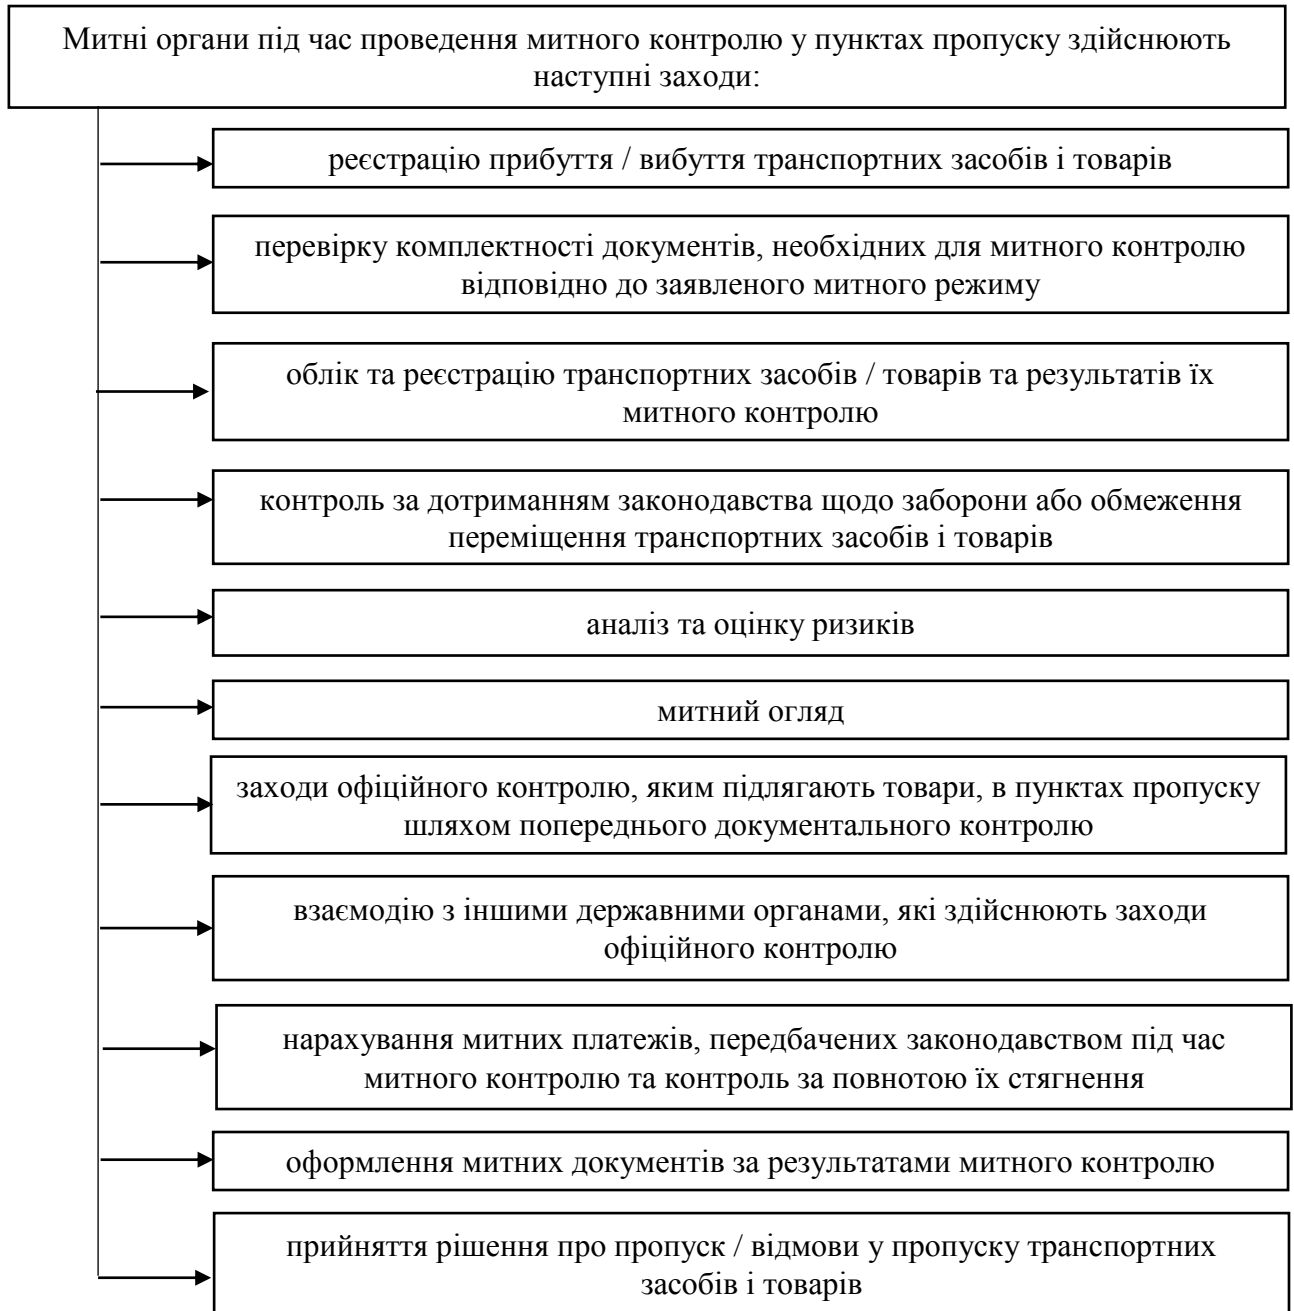 Митні органи під час проведення митного контролю у пунктах пропуску здійснюють
наступні заходи:
реєстрацію прибуття / вибуття транспортних засобів і товарів
перевірку комплектності документів, необхідних для митного контролю
відповідно до заявленого митного режиму
облік та реєстрацію транспортних засобів / товарів та результатів їх
митного контролю
контроль за дотриманням законодавства щодо заборони або обмеження
переміщення транспортних засобів і товарів
аналіз та оцінку ризиків
митний огляд
заходи офіційного контролю, яким підлягають товари, в пунктах пропуску
шляхом попереднього документального контролю
взаємодію з іншими державними органами, які здійснюють заходи
офіційного контролю
нарахування митних платежів, передбачених законодавством під час
митного контролю та контроль за повнотою їх стягнення
оформлення митних документів за результатами митного контролю
прийняття рішення про пропуск / відмови у пропуску транспортних
засобів і товарів